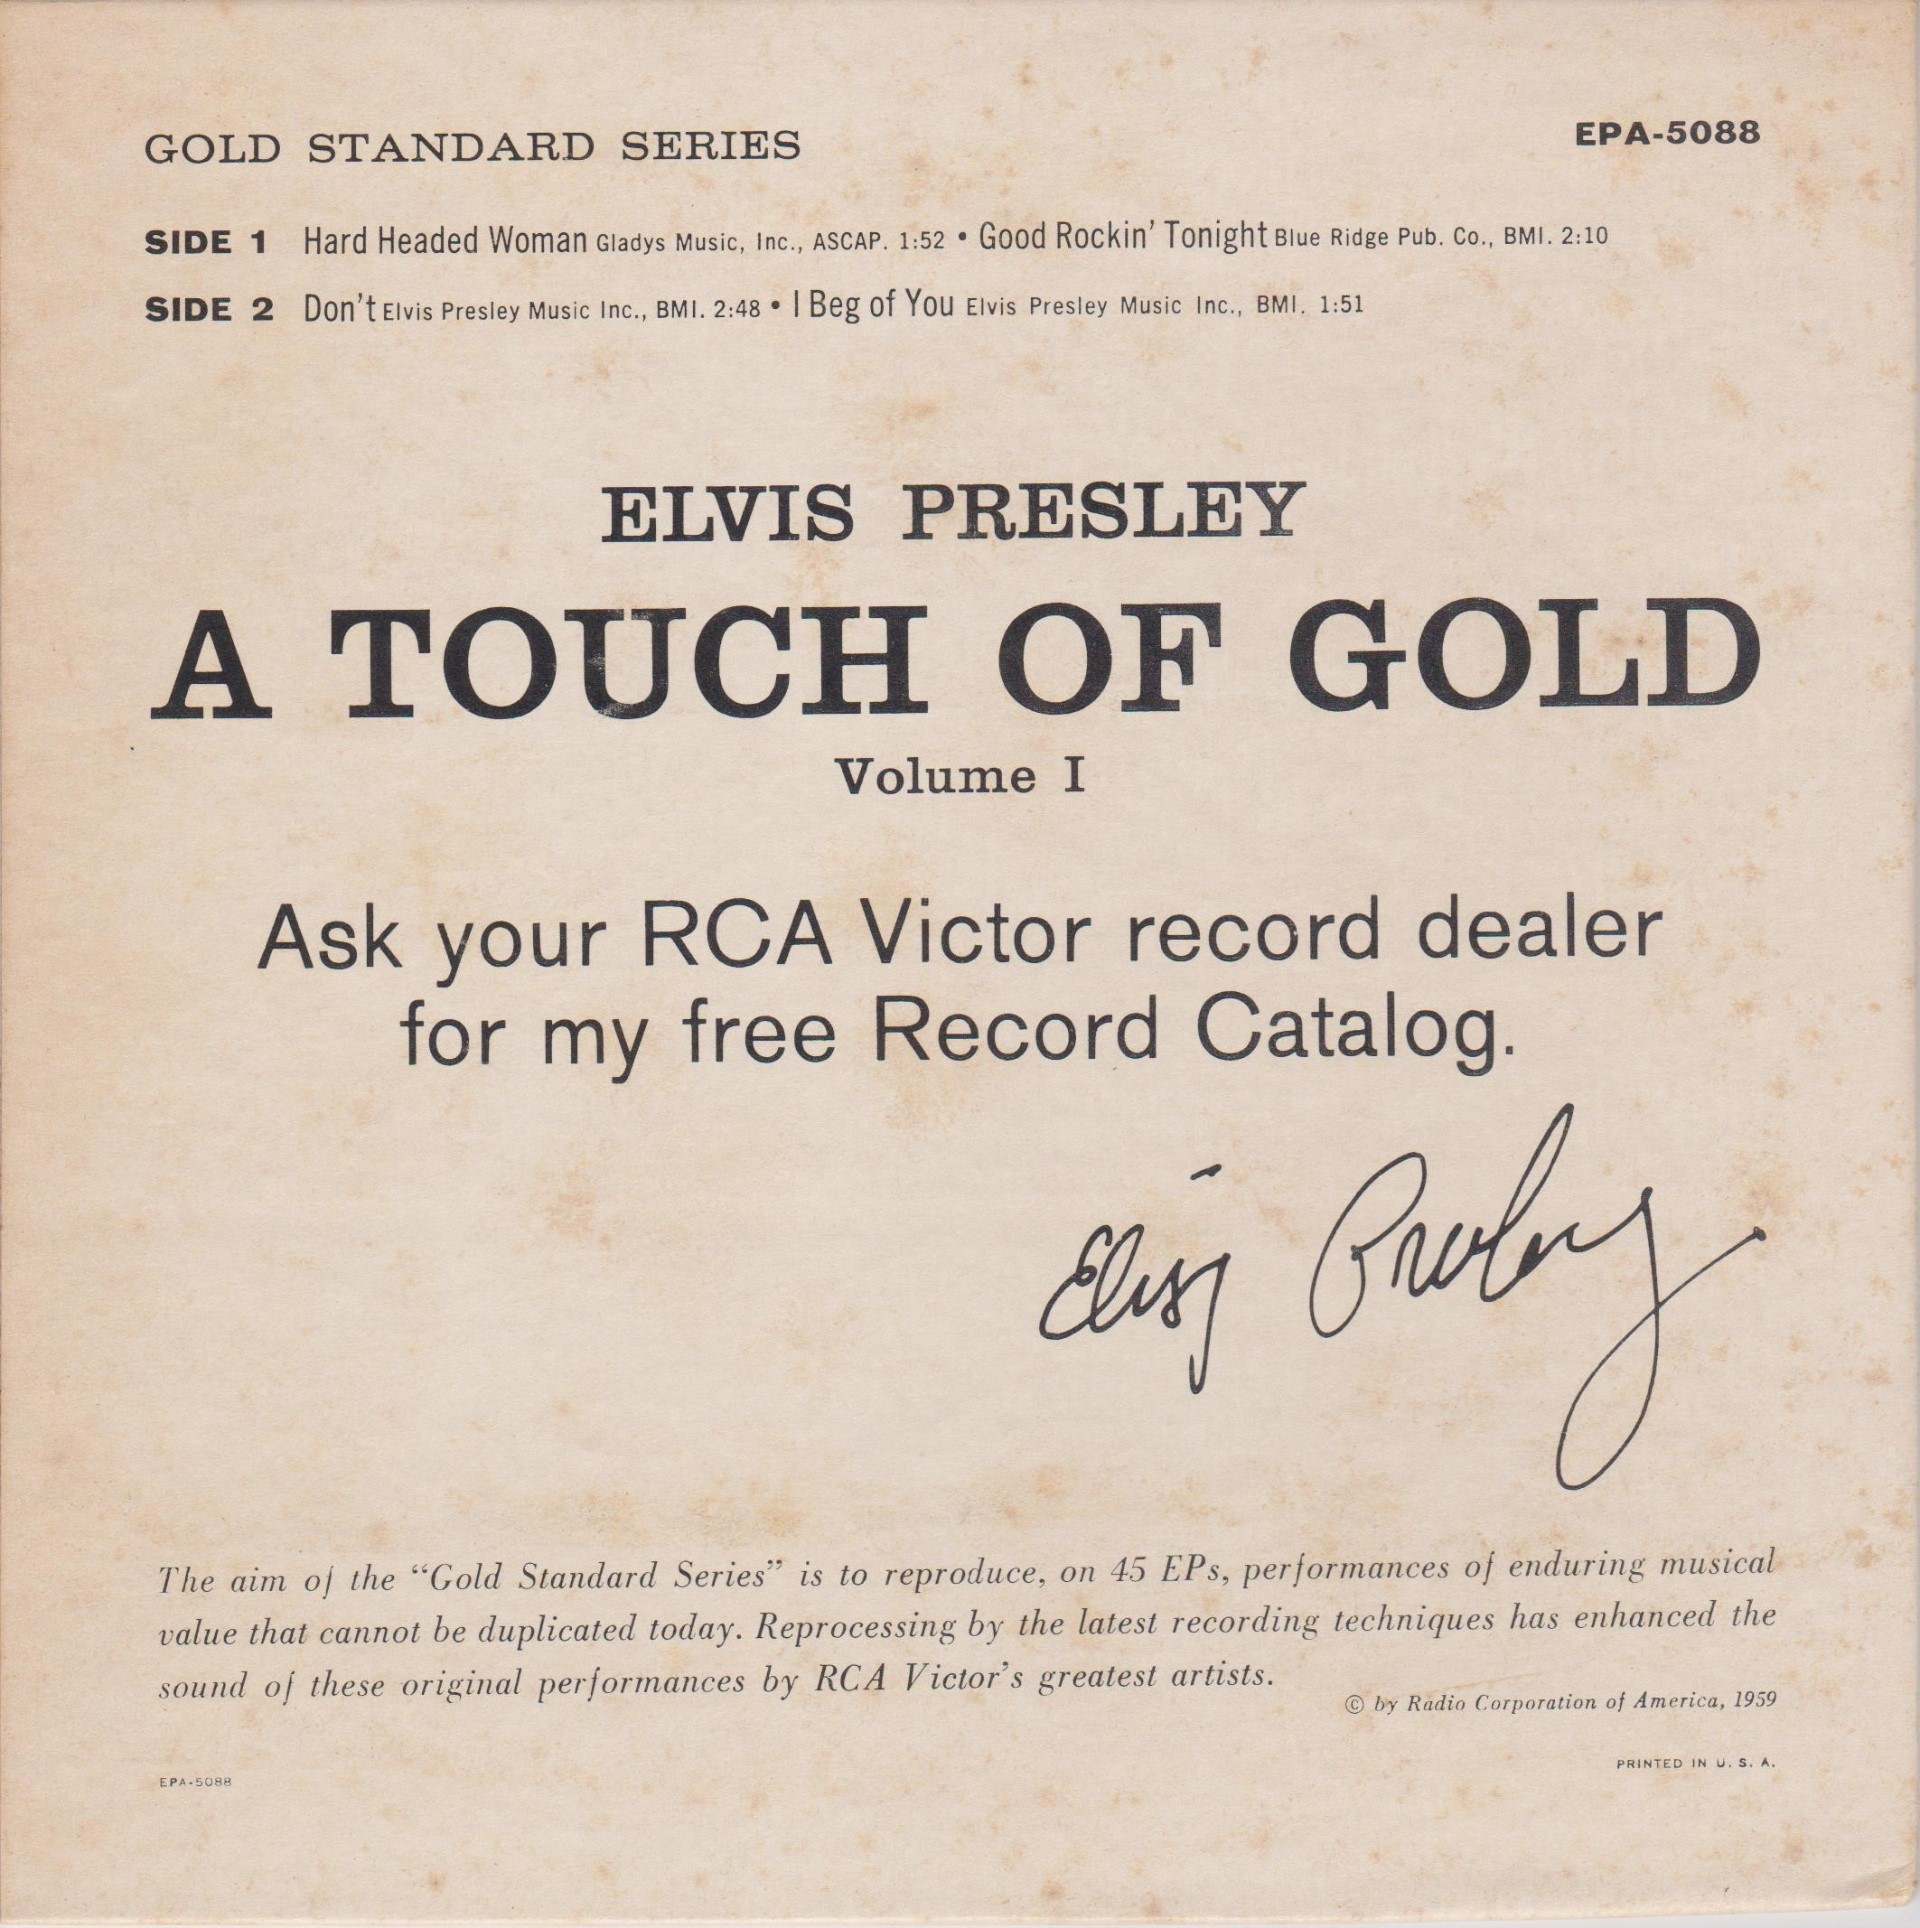 GOLD STANDARD SERIES
EPA-5088
SIDE 1 Hard Headed Woman Gladys Music, Inc., ASCAP. 1:52 • Good Rockin' Tonight Blue Ridge Pub. Co., BMI. 2:10
SIDE 2 Don't Elvis Presley Music Inc., BMI. 2:48 • I Beg of You Elvis Presley Music Inc., BMI. 1:51
ELVIS PRESLEY
A TOUCH OF GOLD
Volume I
Ask your RCA Victor record dealer
for my free Record Catalog.
Elvis Presley
The aim of the “Gold Standard Series” is to reproduce, on 45 EPs, performances of enduring musical
value that cannot be duplicated today. Reprocessing by the latest recording techniques has enhanced the
sound of these original performances by RCA Victor's greatest artists.
© by Radio Corporation of America, 1959
PRINTED IN U. S. A.
EPA-5088